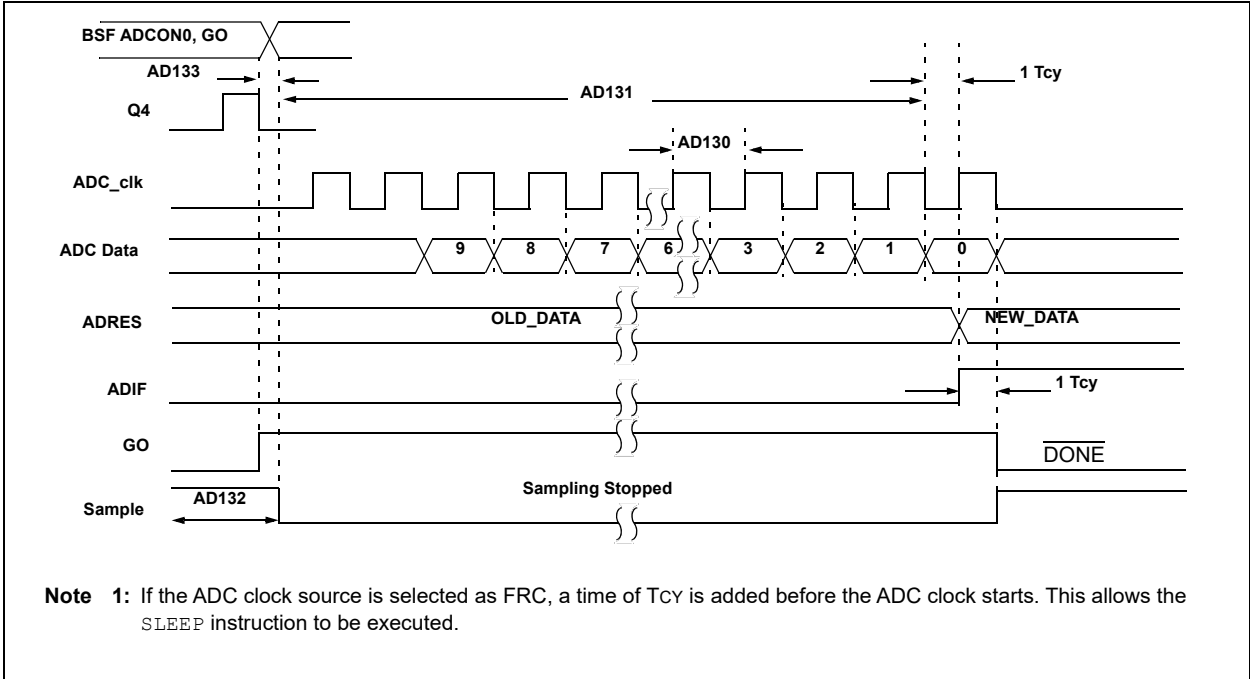 BSF ADCON0, GO
AD133
1 Tcy
AD131
Q4
AD130
ADC_clk
ADC Data
9 8 7 6 3 2 1 0
ADRES
OLD_DATA
NEW_DATA
ADIF
1 Tcy
GO
DONE
AD132
Sampling Stopped
Sample
Note 1: If the ADC clock source is selected as FRC, a time of TCY is added before the ADC clock starts. This allows the
SLEEP instruction to be executed.